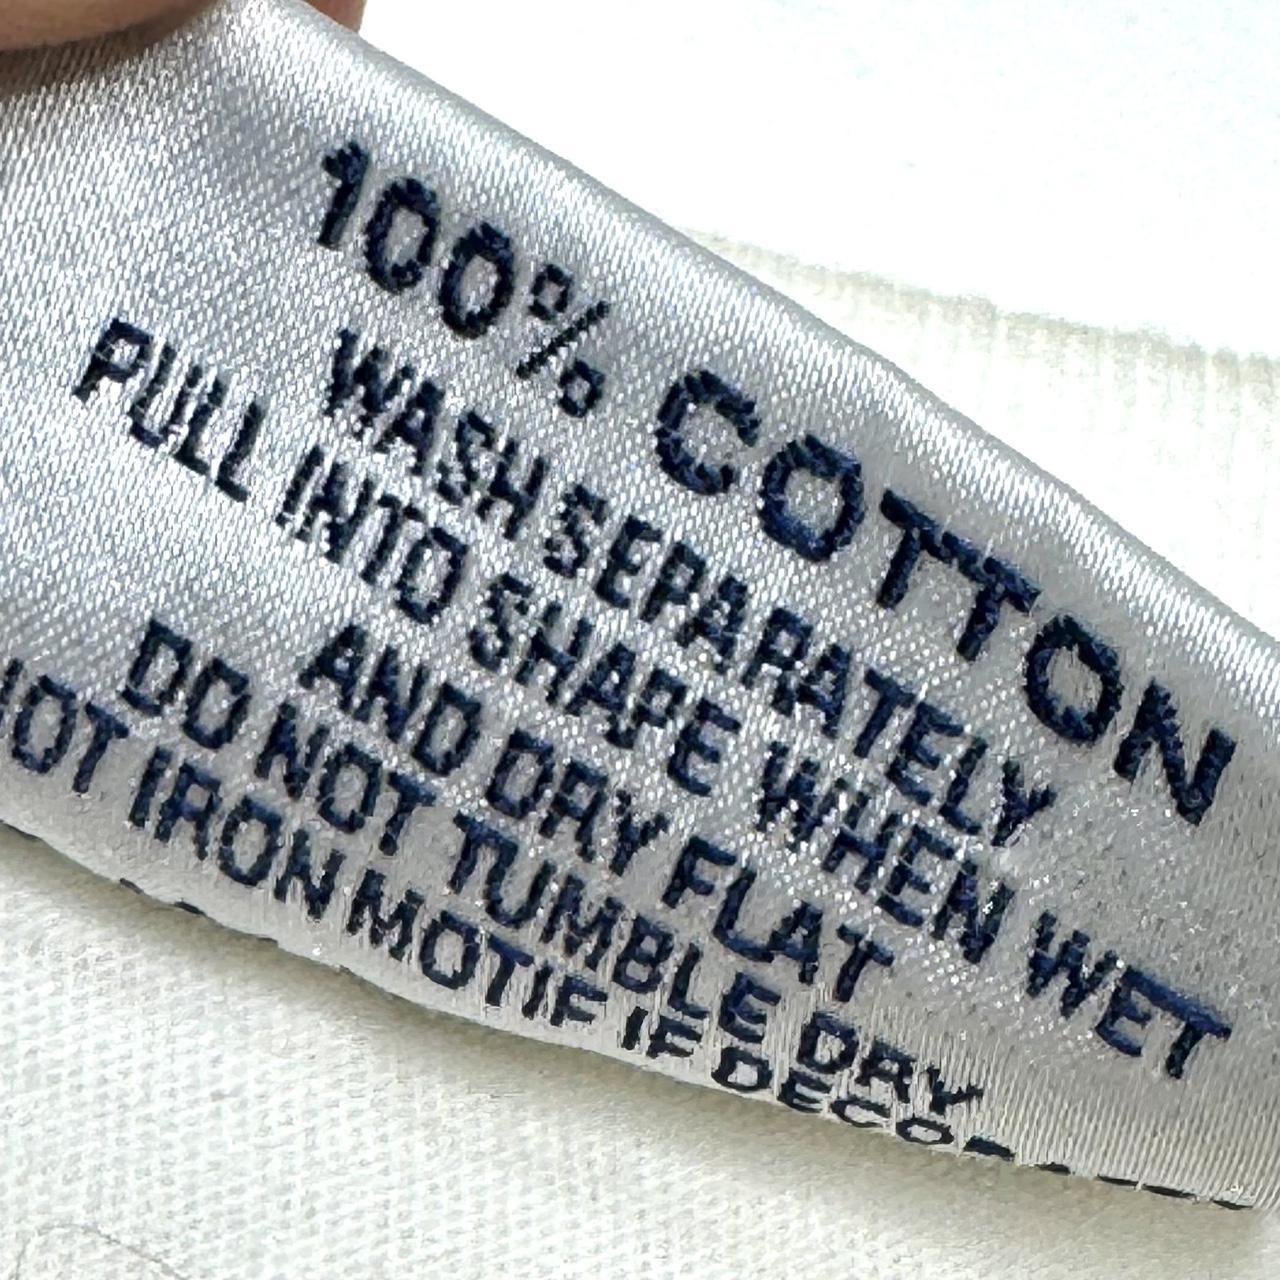 100% COTTON
WASH SEPARATELY
PULL INTO SHAPE WHEN WET
AND DRY FLAT
DO NOT TUMBLE DRY
IRON MOTIF IF